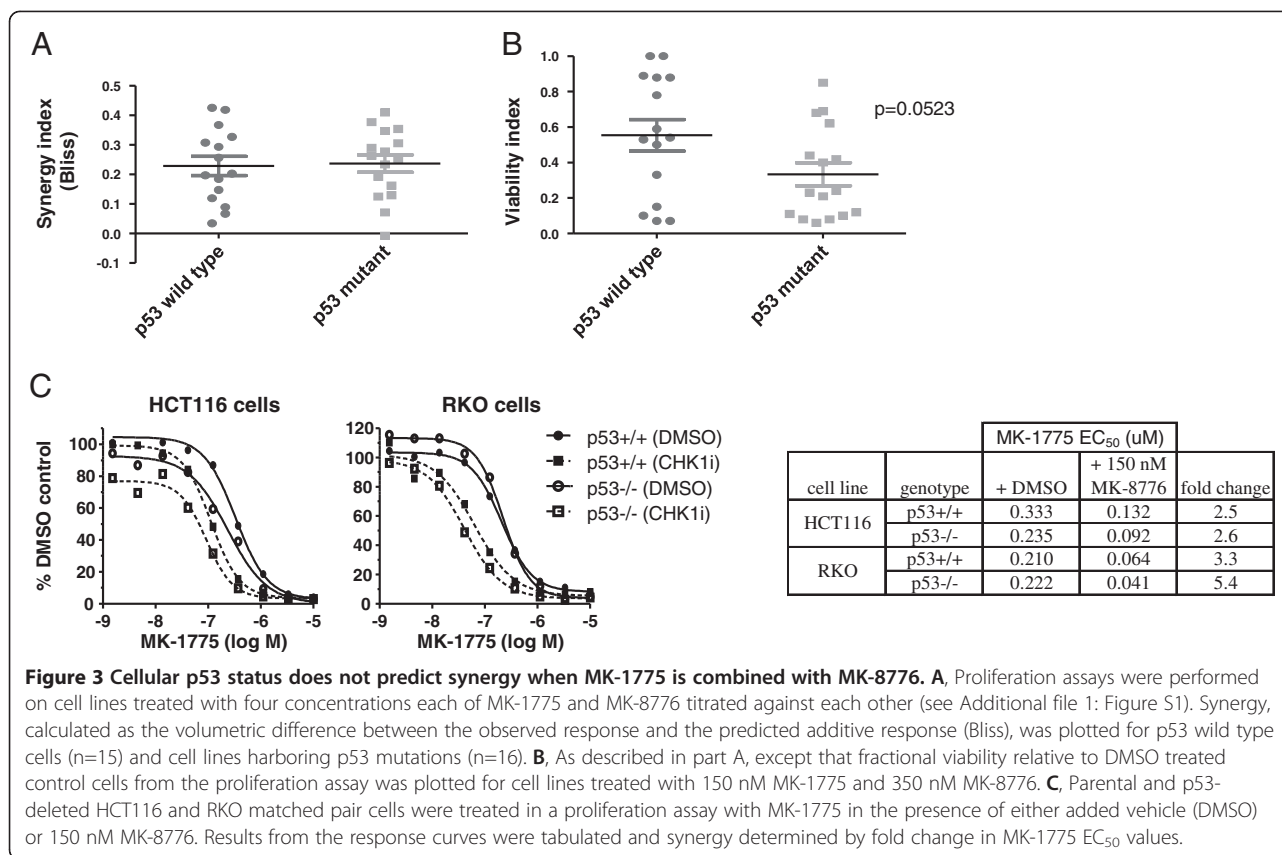 A
Synergy index
(Bliss)
0.5
0.4
0.3
0.2
0.1
0.0
-0.1
p53 wild type
p53 mutant
B
Viability index
1.0
0.8
0.6
0.4
0.2
0.0
p=0.0523
p53 wild type
p53 mutant
C
HCT116 cells
% DMSO control
100
80
60
40
20
0
-9 -8 -7 -6 -5
MK-1775 (log M)
RKO cells
120
100
80
60
40
20
0
-9 -8 -7 -6 -5
MK-1775 (log M)
p53+/+ (DMSO)
p53+/+ (CHK1i)
p53-/- (DMSO)
p53-/- (CHK1i)
MK-1775 EC50 (uM)
cell line genotype + DMSO + 150 nM MK-8776 fold change
HCT116 p53+/+ 0.333 0.132 2.5
p53-/- 0.235 0.092 2.6
RKO p53+/+ 0.210 0.064 3.3
p53-/- 0.222 0.041 5.4
Figure 3 Cellular p53 status does not predict synergy when MK-1775 is combined with MK-8776. A, Proliferation assays were performed
on cell lines treated with four concentrations each of MK-1775 and MK-8776 titrated against each other (see Additional file 1: Figure S1). Synergy,
calculated as the volumetric difference between the observed response and the predicted additive response (Bliss), was plotted for p53 wild type
cells (n=15) and cell lines harboring p53 mutations (n=16). B, As described in part A, except that fractional viability relative to DMSO treated
control cells from the proliferation assay was plotted for cell lines treated with 150 nM MK-1775 and 350 nM MK-8776. C, Parental and p53-
deleted HCT116 and RKO matched pair cells were treated in a proliferation assay with MK-1775 in the presence of either added vehicle (DMSO)
or 150 nM MK-8776. Results from the response curves were tabulated and synergy determined by fold change in MK-1775 EC50 values.